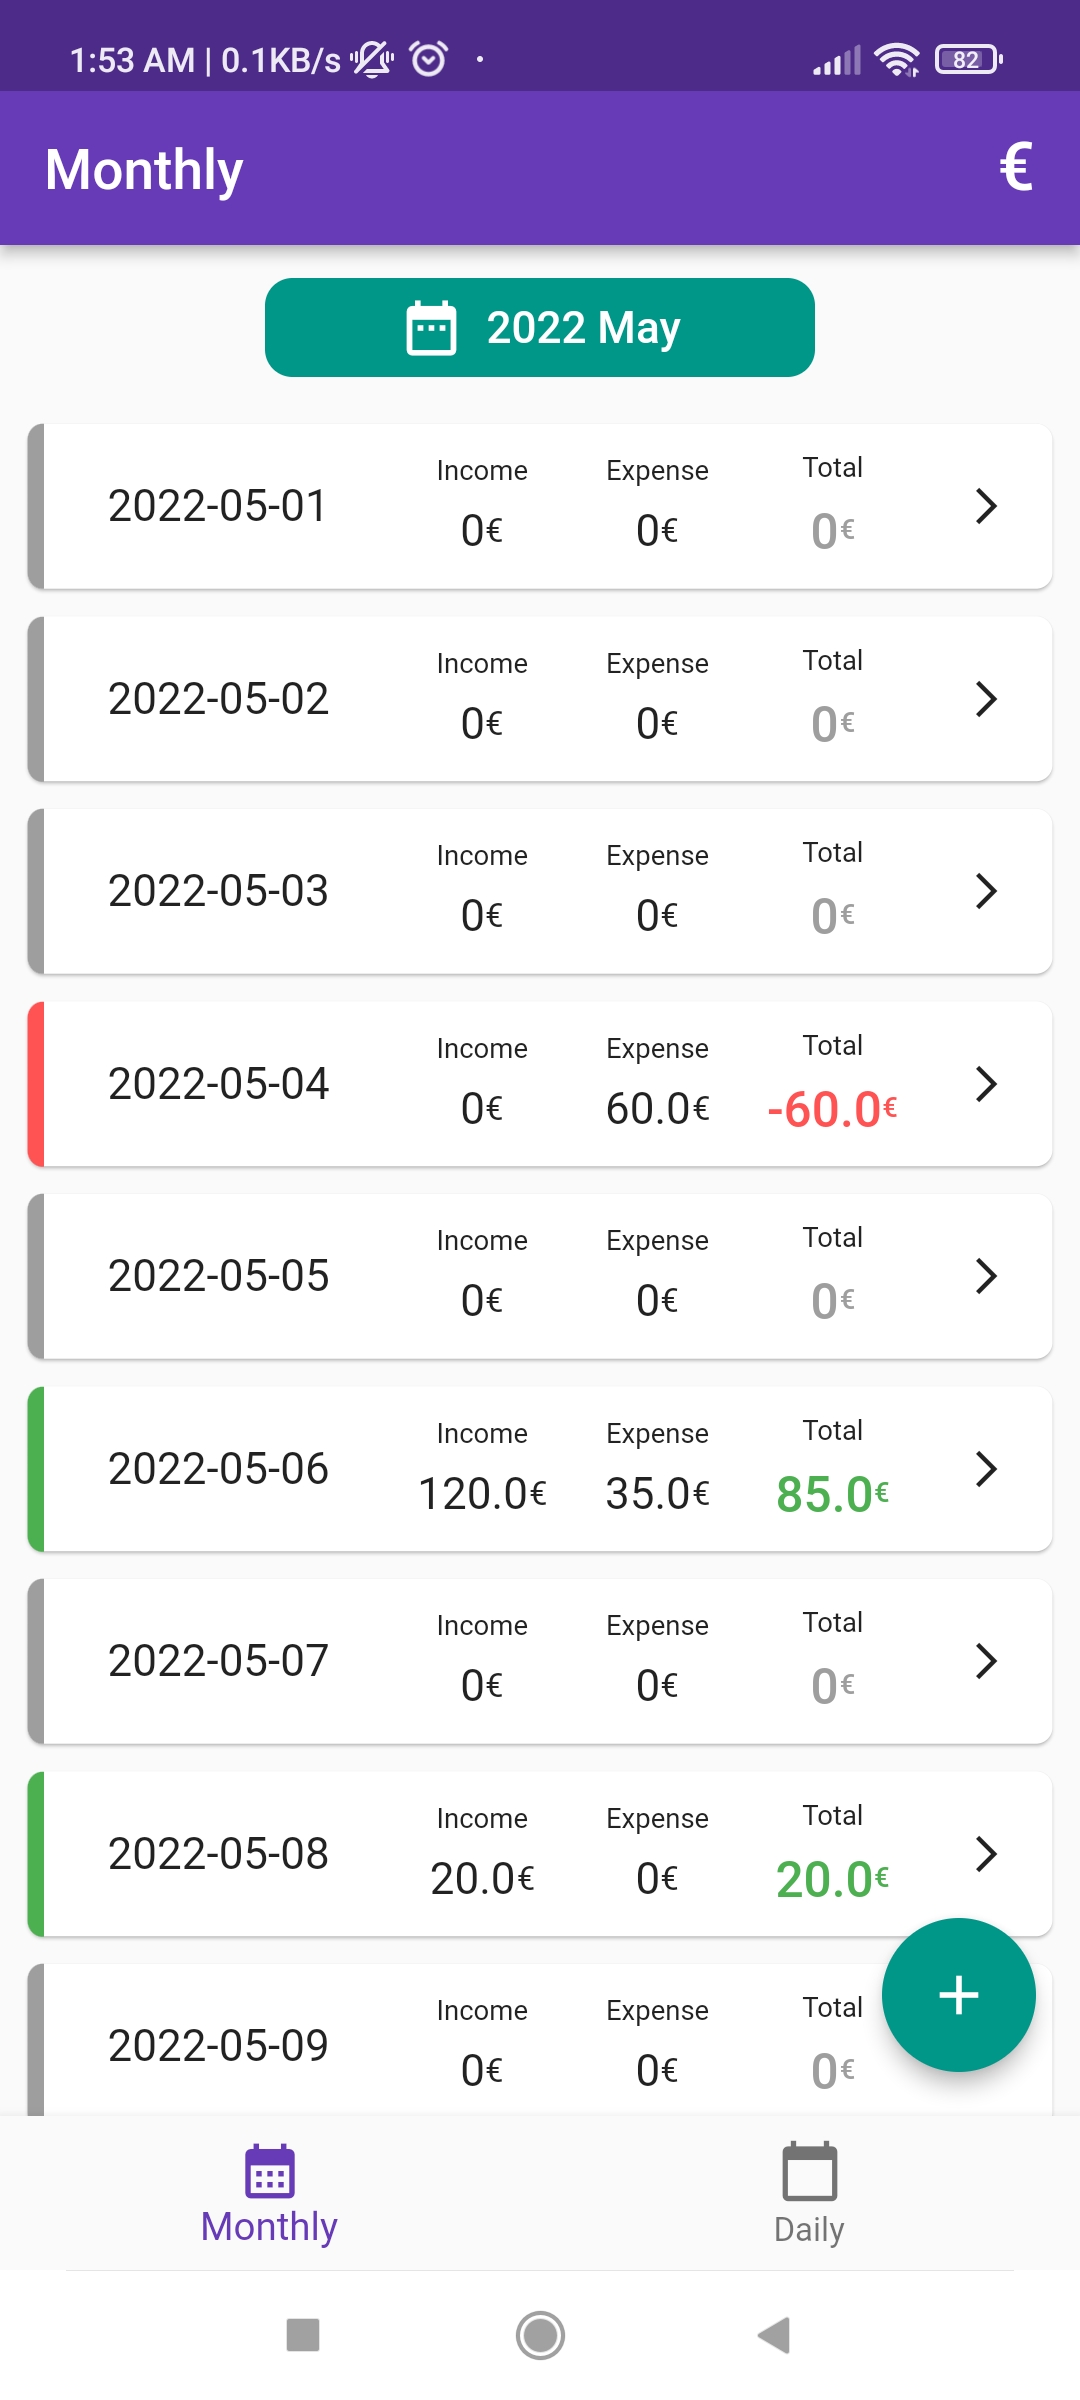 1:53 AM | 0.1KB/s
82
Monthly
€
2022 May
Income Expense Total
2022-05-01
0€ 0€ 0€
Income Expense Total
2022-05-02
0€ 0€ 0€
Income Expense Total
2022-05-03
0€ 0€ 0€
Income Expense Total
2022-05-04
0€ 60.0€ -60.0€
Income Expense Total
2022-05-05
0€ 0€ 0€
Income Expense Total
2022-05-06
120.0€ 35.0€ 85.0€
Income Expense Total
2022-05-07
0€ 0€ 0€
Income Expense Total
2022-05-08
20.0€ 0€ 20.0€
Income Expense Total
2022-05-09
0€ 0€ 0€
Monthly Daily